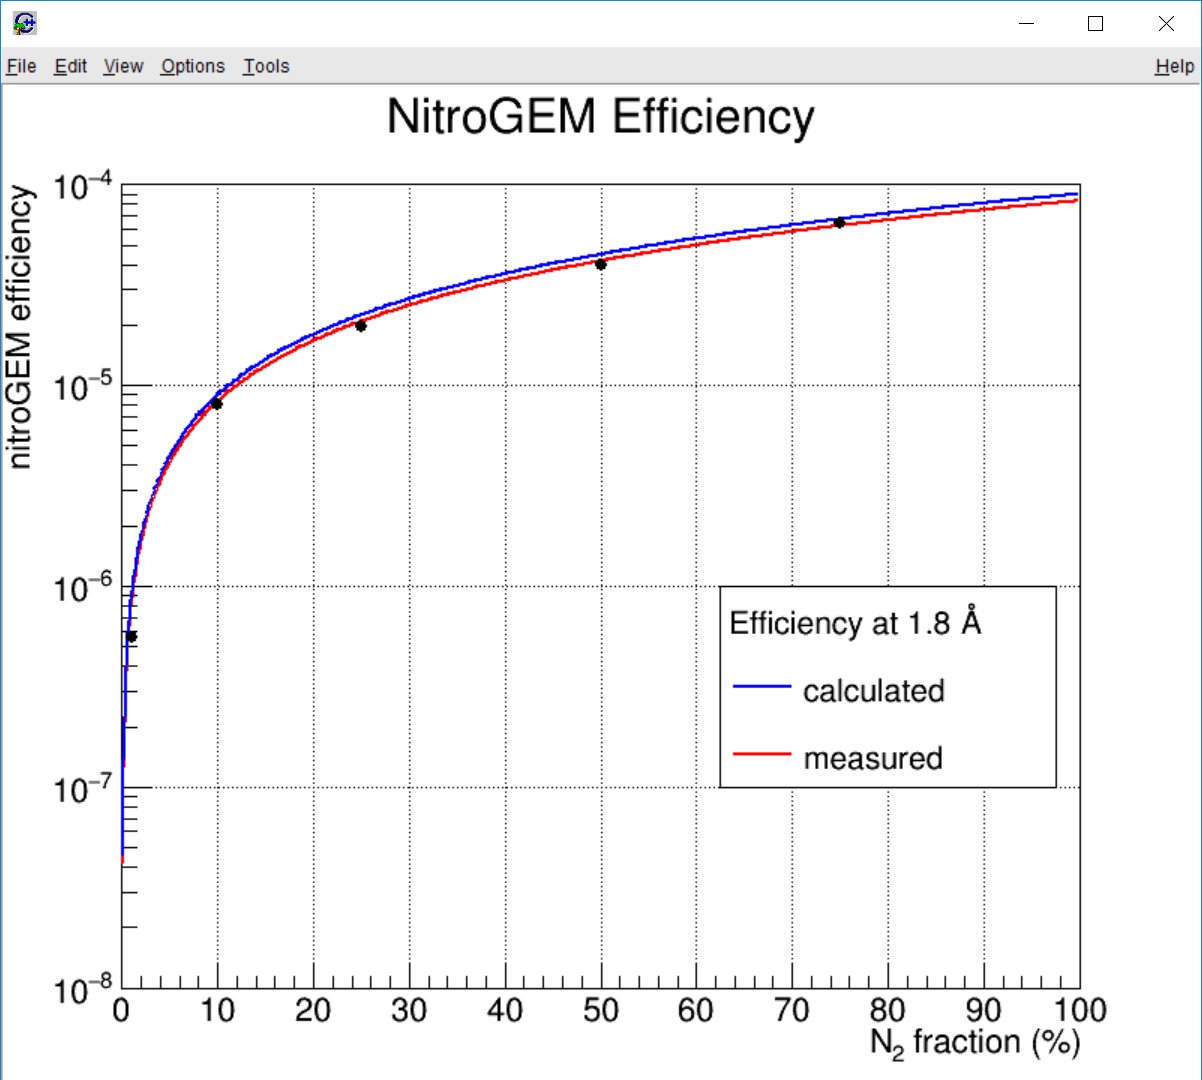 File Edit View Options Tools Help
NitroGEM Efficiency
nitroGEM efficiency
10⁻⁴
10⁻⁵
10⁻⁶
10⁻⁷
10⁻⁸
Efficiency at 1.8 Å
calculated
measured
0 10 20 30 40 50 60 70 80 90 100
N₂ fraction (%)